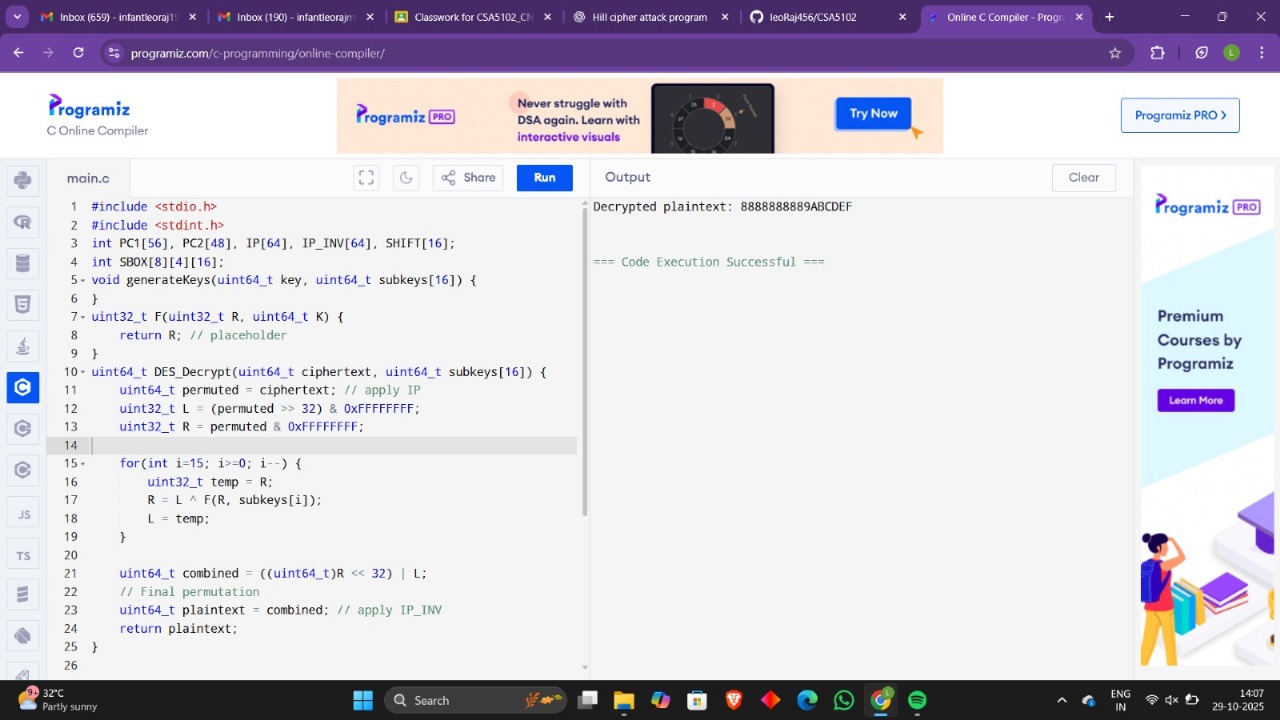 Inbox (659) - infantleoraj19
Inbox (190) - infantleorajm
Classwork for CSA5102_CN
Hill cipher attack program
leoRaj456/CSA5102
Online C Compiler - Progra
programiz.com/c-programming/online-compiler/
L
Programiz
C Online Compiler
Programiz PRO
Never struggle with
DSA again. Learn with
interactive visuals
Try Now
Programiz PRO
main.c
Share
Run
Output
Clear
1 #include <stdio.h>
2 #include <stdint.h>
3 int PC1[56], PC2[48], IP[64], IP_INV[64], SHIFT[16];
4 int SBOX[8][4][16];
5 void generateKeys(uint64_t key, uint64_t subkeys[16]) {
6 }
7 uint32_t F(uint32_t R, uint64_t K) {
8 return R; // placeholder
9 }
10 uint64_t DES_Decrypt(uint64_t ciphertext, uint64_t subkeys[16]) {
11 uint64_t permuted = ciphertext; // apply IP
12 uint32_t L = (permuted >> 32) & 0xFFFFFFFF;
13 uint32_t R = permuted & 0xFFFFFFFF;
14
15 for(int i=15; i>=0; i--) {
16 uint32_t temp = R;
17 R = L ^ F(R, subkeys[i]);
18 L = temp;
19 }
20
21 uint64_t combined = ((uint64_t)R << 32) | L;
22 // Final permutation
23 uint64_t plaintext = combined; // apply IP_INV
24 return plaintext;
25 }
26
Decrypted plaintext: 8888888889ABCDEF
=== Code Execution Successful ===
JS
TS
Programiz PRO
Premium
Courses by
Programiz
Learn More
9+
32°C
Partly sunny
Search
ENG
IN
14:07
29-10-2025